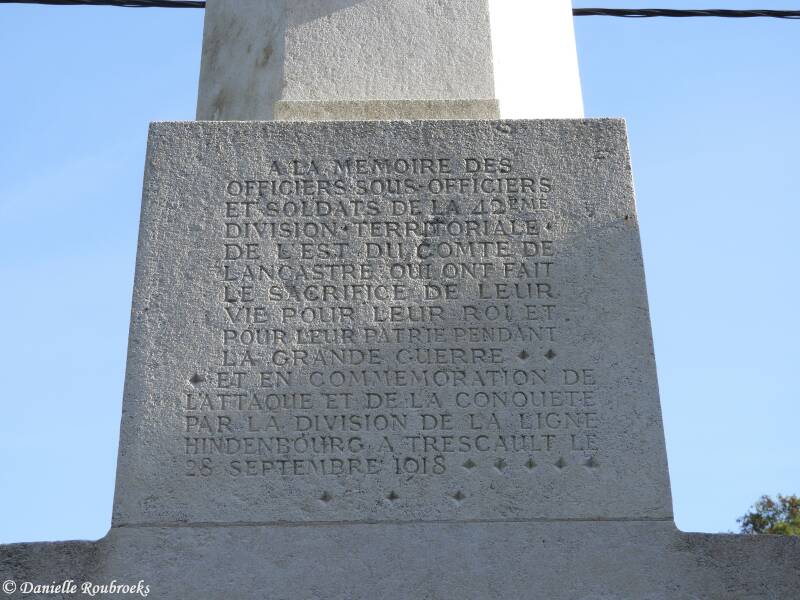 A LA MEMOIRE DES
OFFICIERS SOUS-OFFICIERS
ET SOLDATS DE LA 42ÈME
DIVISION·TERRITORIALE·
DE L'EST DU COMTE DE
LANCASTRE QUI ONT FAIT
LE SACRIFICE DE LEUR
VIE POUR LEUR ROI ET
POUR LEUR PATRIE PENDANT
LA GRANDE GUERRE
ET EN COMMEMORATION DE
L'ATTAQUE ET DE LA CONQUETE
PAR LA DIVISION DE LA LIGNE
HINDENBOURG A TRESCAULT LE
28 SEPTEMBRE 1918
© Danielle Roubroeks